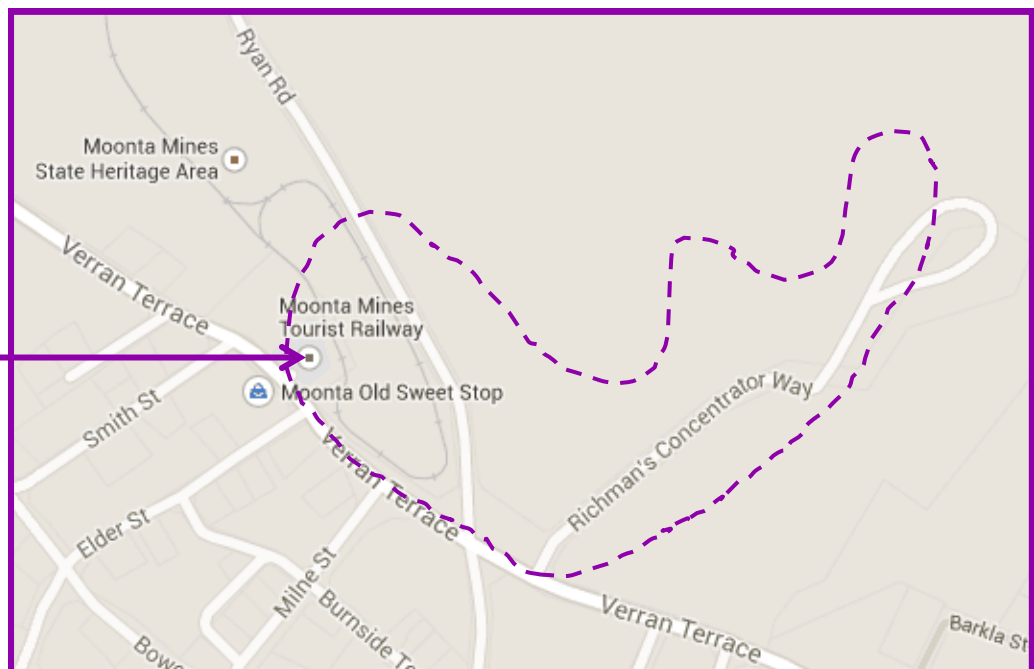 Ryan Rd
Moonta Mines
State Heritage Area
Verran Terrace
Moonta Mines
Tourist Railway
Moonta Old Sweet Stop
Smith St
Richman's Concentrator Way
Verran Terrace
Elder St
Milne St
Burnside Te
Verran Terrace
Barkla St
Bowe